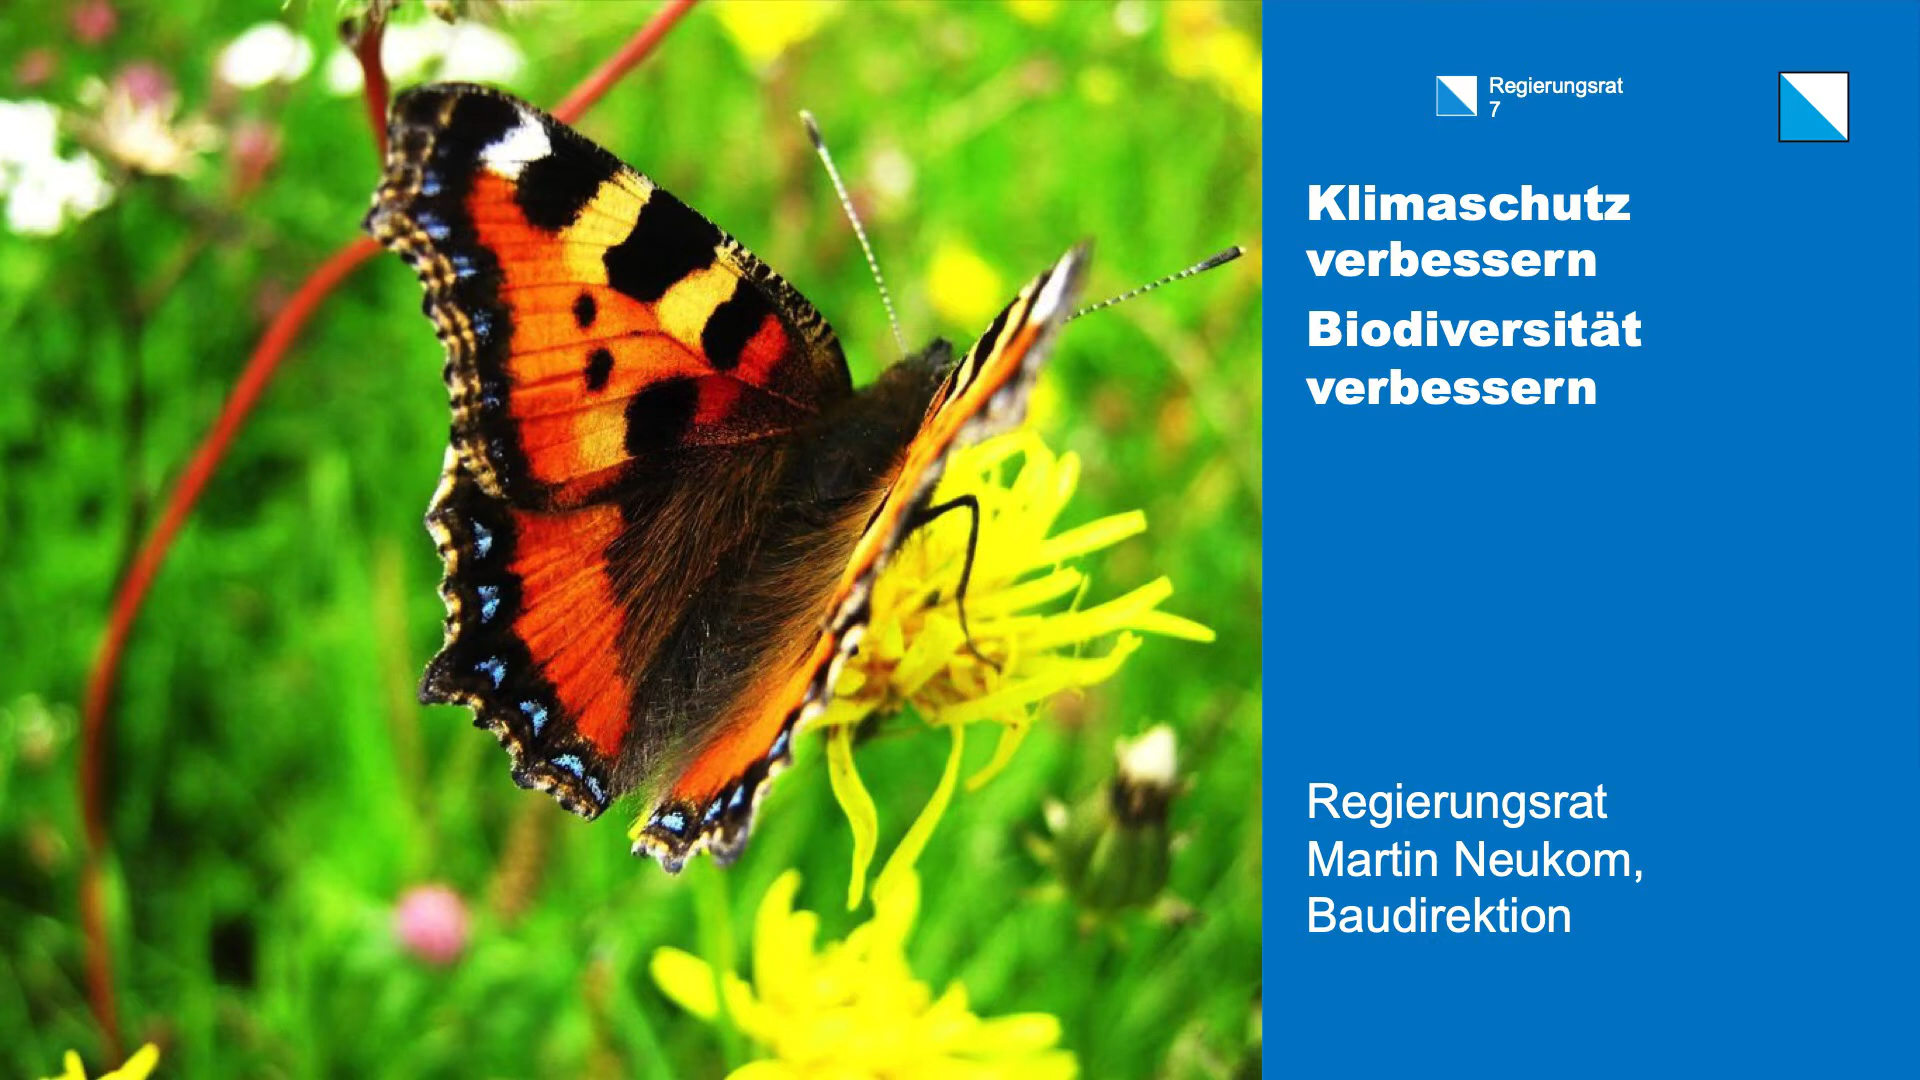 Regierungsrat
7
Klimaschutz
verbessern
Biodiversität
verbessern
Regierungsrat
Martin Neukom,
Baudirektion